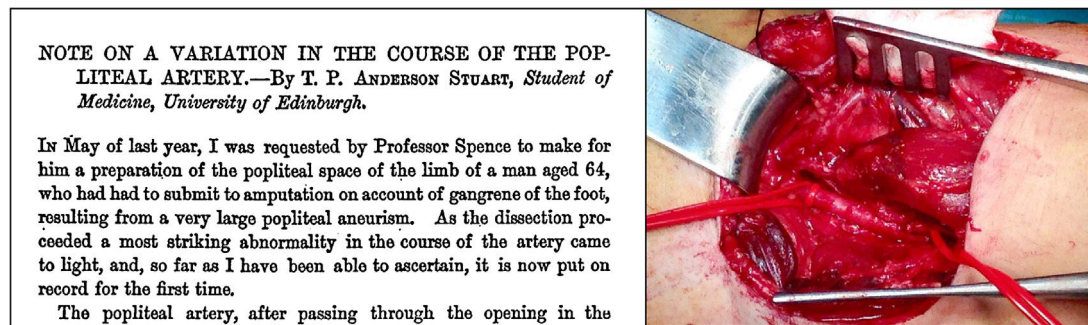 NOTE ON A VARIATION IN THE COURSE OF THE POP-
LITEAL ARTERY.—By T. P. ANDERSON STUART, Student of
Medicine, University of Edinburgh.
IN May of last year, I was requested by Professor Spence to make for
him a preparation of the popliteal space of the limb of a man aged 64,
who had had to submit to amputation on account of gangrene of the foot,
resulting from a very large popliteal aneurism. As the dissection pro-
ceeded a most striking abnormality in the course of the artery came
to light, and, so far as I have been able to ascertain, it is now put on
record for the first time.
The popliteal artery, after passing through the opening in the